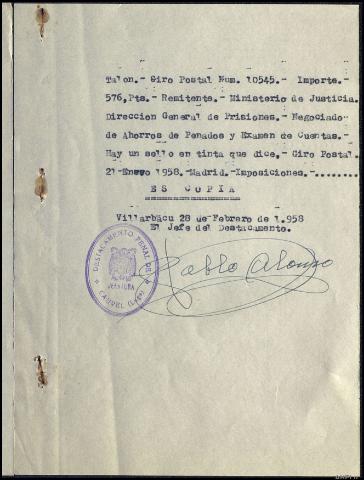 Talon.- Giro Postal Num. 10545.- Importe.-
576,Pts.- Remitente.- Ministerio de Justicia.
Direccion General de Prisiones.- Negociado
de Ahorros de Penados y Examen de Cuentas.-
Hay un sello en tinta que dice,- Giro Postal.
21-Enero 1958.-Madrid.-Imposiciones.-........
ES COPIA
Villarbacu 28 de Febrero de 1.958
El Jefe del Destacamento.
DESTACAMENTO PENAL DE
CAUREL (Lugo)
Pablo Alonso